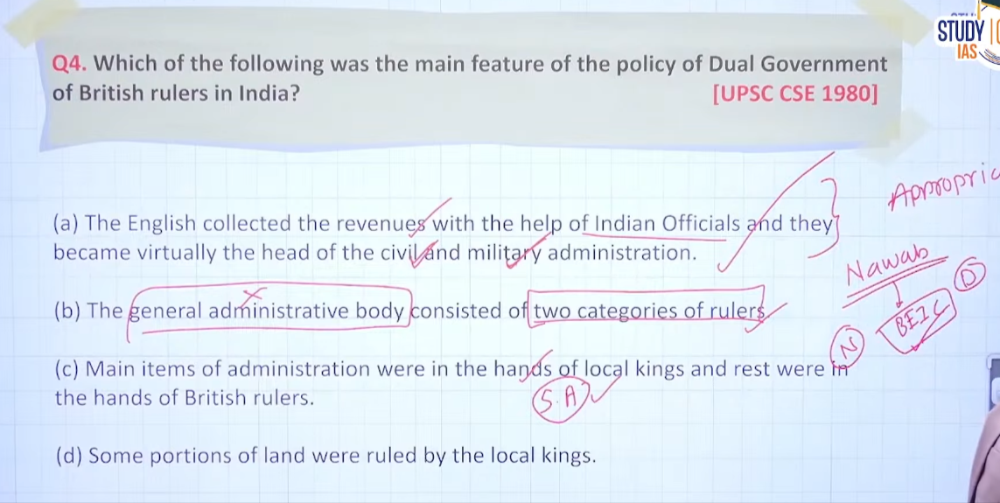 STUDY
IAS
Q4. Which of the following was the main feature of the policy of Dual Government
of British rulers in India? [UPSC CSE 1980]
(a) The English collected the revenues with the help of Indian Officials and they
became virtually the head of the civil and military administration.
(b) The general administrative body consisted of two categories of rulers
(c) Main items of administration were in the hands of local kings and rest were in
the hands of British rulers.
(d) Some portions of land were ruled by the local kings.
Nawab
D
BEIC
N
S.A